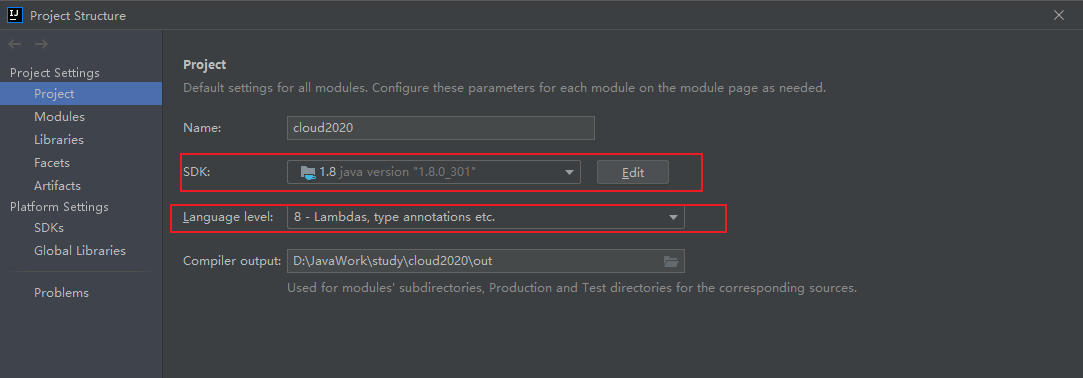 IJ Project Structure
Project Settings
Project
Modules
Libraries
Facets
Artifacts
Platform Settings
SDKs
Global Libraries
Problems
Project
Default settings for all modules. Configure these parameters for each module on the module page as needed.
Name: cloud2020
SDK: 1.8 java version "1.8.0_301" Edit
Language level: 8 - Lambdas, type annotations etc.
Compiler output: D:\JavaWork\study\cloud2020\out
Used for modules' subdirectories, Production and Test directories for the corresponding sources.